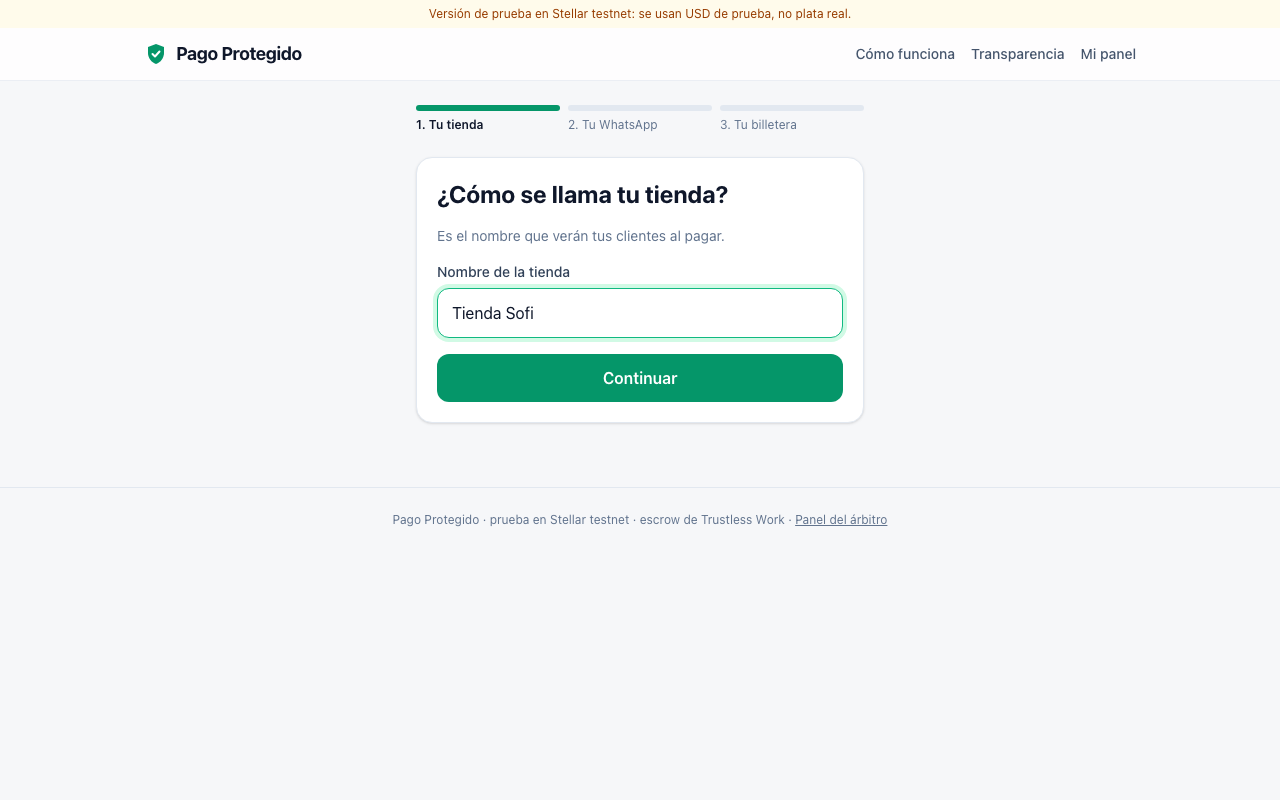 Versión de prueba en Stellar testnet: se usan USD de prueba, no plata real.
Pago Protegido
Cómo funciona Transparencia Mi panel
1. Tu tienda 2. Tu WhatsApp 3. Tu billetera
¿Cómo se llama tu tienda?
Es el nombre que verán tus clientes al pagar.
Nombre de la tienda
Tienda Sofi
Continuar
Pago Protegido · prueba en Stellar testnet · escrow de Trustless Work · Panel del árbitro